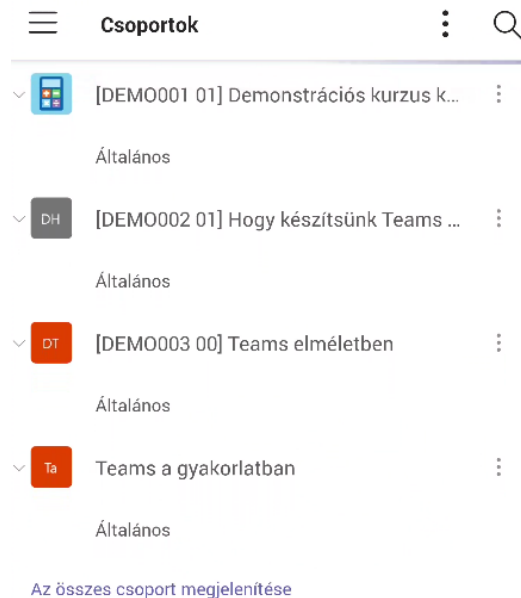 Csoportok
[DEMO001 01] Demonstrációs kurzus k...
Általános
DH
[DEMO002 01] Hogy készítsünk Teams ...
Általános
DT
[DEMO003 00] Teams elméletben
Általános
Ta
Teams a gyakorlatban
Általános
Az összes csoport megjelenítése